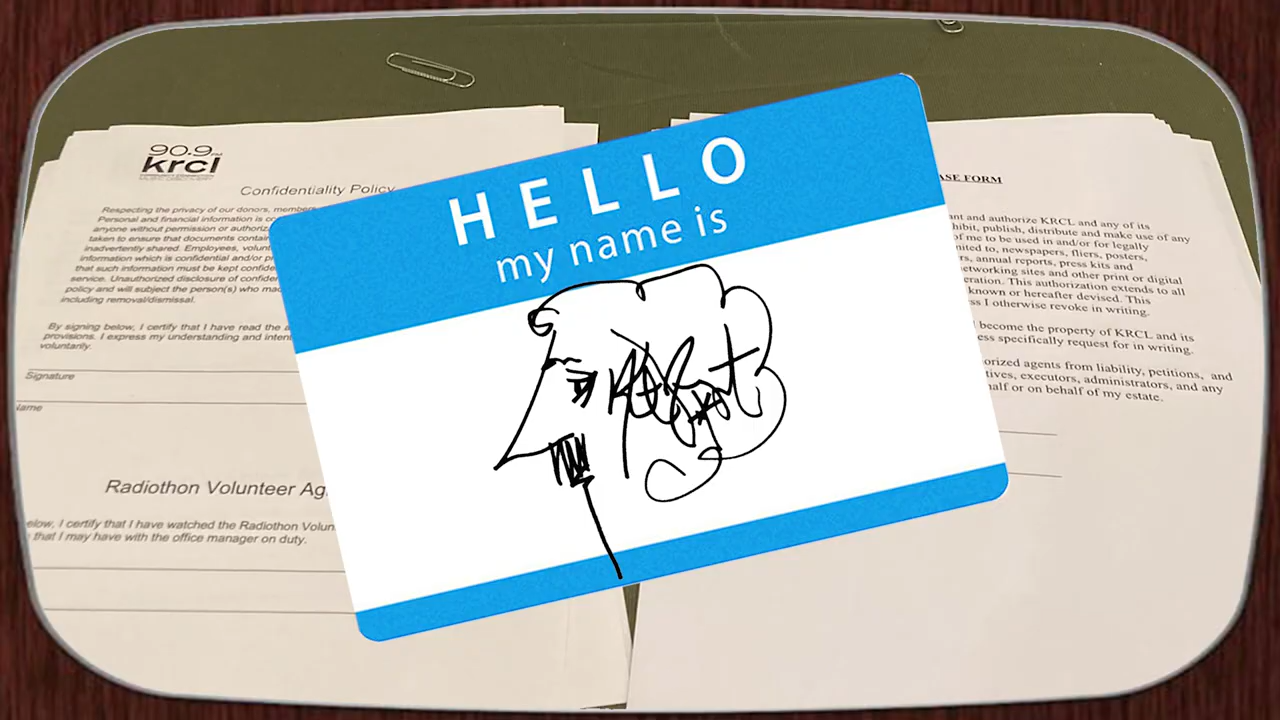 90.9 FM
krcl
Confidentiality Policy
Respecting the privacy of our donors, members
Personal and financial information is co
anyone without permission or authoriz
taken to ensure that documents contai
inadvertently shared. Employees, volunt
information which is confidential and/or p
that such information must be kept confide
service. Unauthorized disclosure of confide
policy and will subject the person(s) who mad
including removal/dismissal.
By signing below, I certify that I have read the a
provisions. I express my understanding and intent
voluntarily.
Signature
Name
Radiothon Volunteer Ag
elow, I certify that I have watched the Radiothon Volun
that I may have with the office manager on duty.
HELLO
my name is
ASE FORM
ant and authorize KRCL and any of its
hibit, publish, distribute and make use of any
of me to be used in and/or for legally
ited to, newspapers, fliers, posters,
rs, annual reports, press kits and
etworking sites and other print or digital
eration. This authorization extends to all
known or hereafter devised. This
ss I otherwise revoke in writing.
become the property of KRCL and its
ess specifically request for in writing.
orized agents from liability, petitions, and
tives, executors, administrators, and any
half or on behalf of my estate.